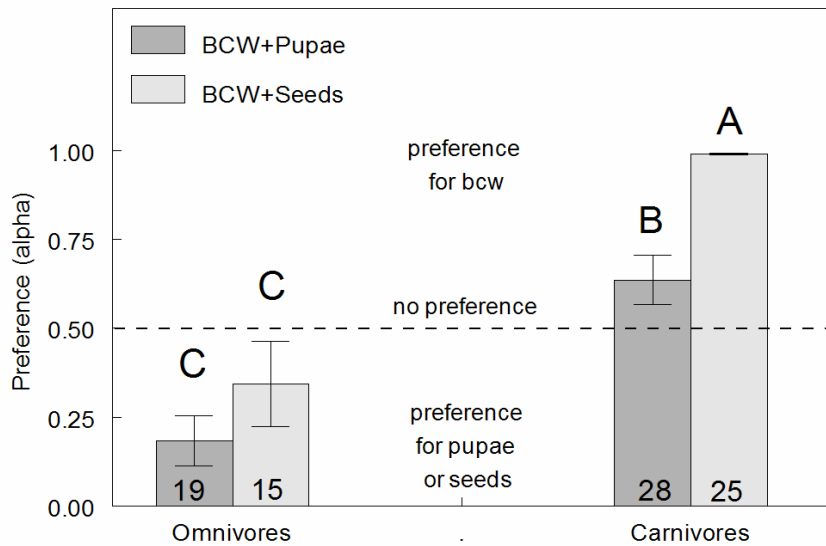 BCW+Pupae
BCW+Seeds
A
1.00
preference
for bcw
B
0.75
C
no preference
0.50
C
preference
for pupae
or seeds
0.25
19
15
28
25
0.00
Omnivores
Carnivores
Preference (alpha)